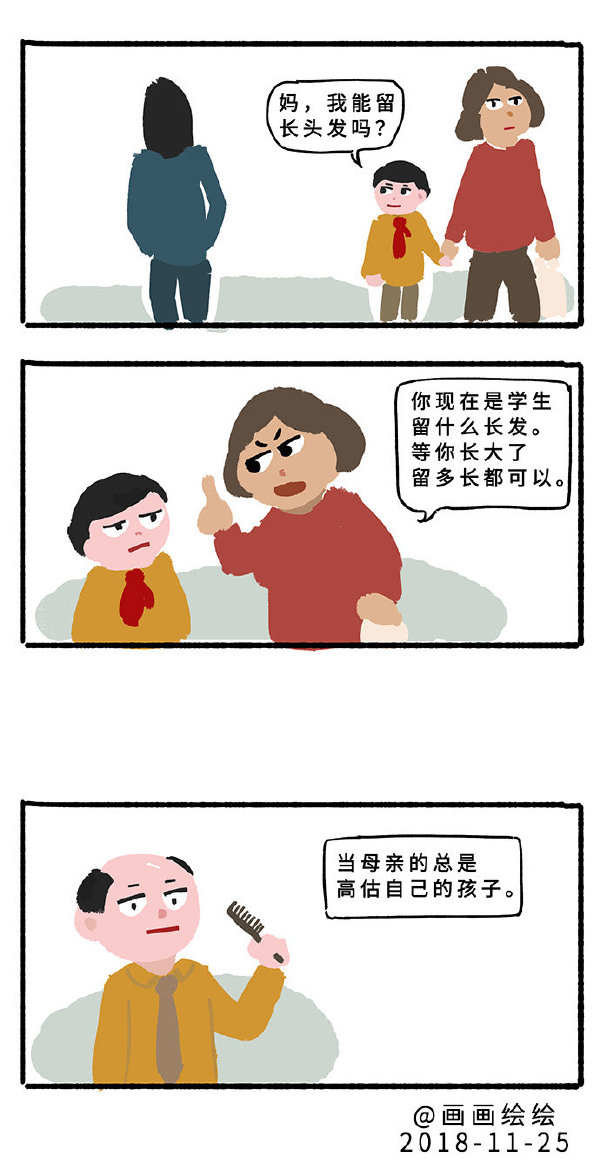 妈，我能留
长头发吗？
你现在是学生
留什么长发。
等你长大了
留多长都可以。
当母亲的总是
高估自己的孩子。
@画画绘绘
2018-11-25